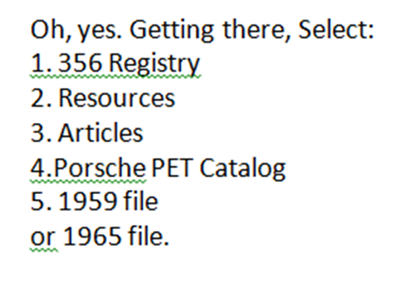 Oh, yes. Getting there, Select:
1. 356 Registry
2. Resources
3. Articles
4.Porsche PET Catalog
5. 1959 file
or 1965 file.